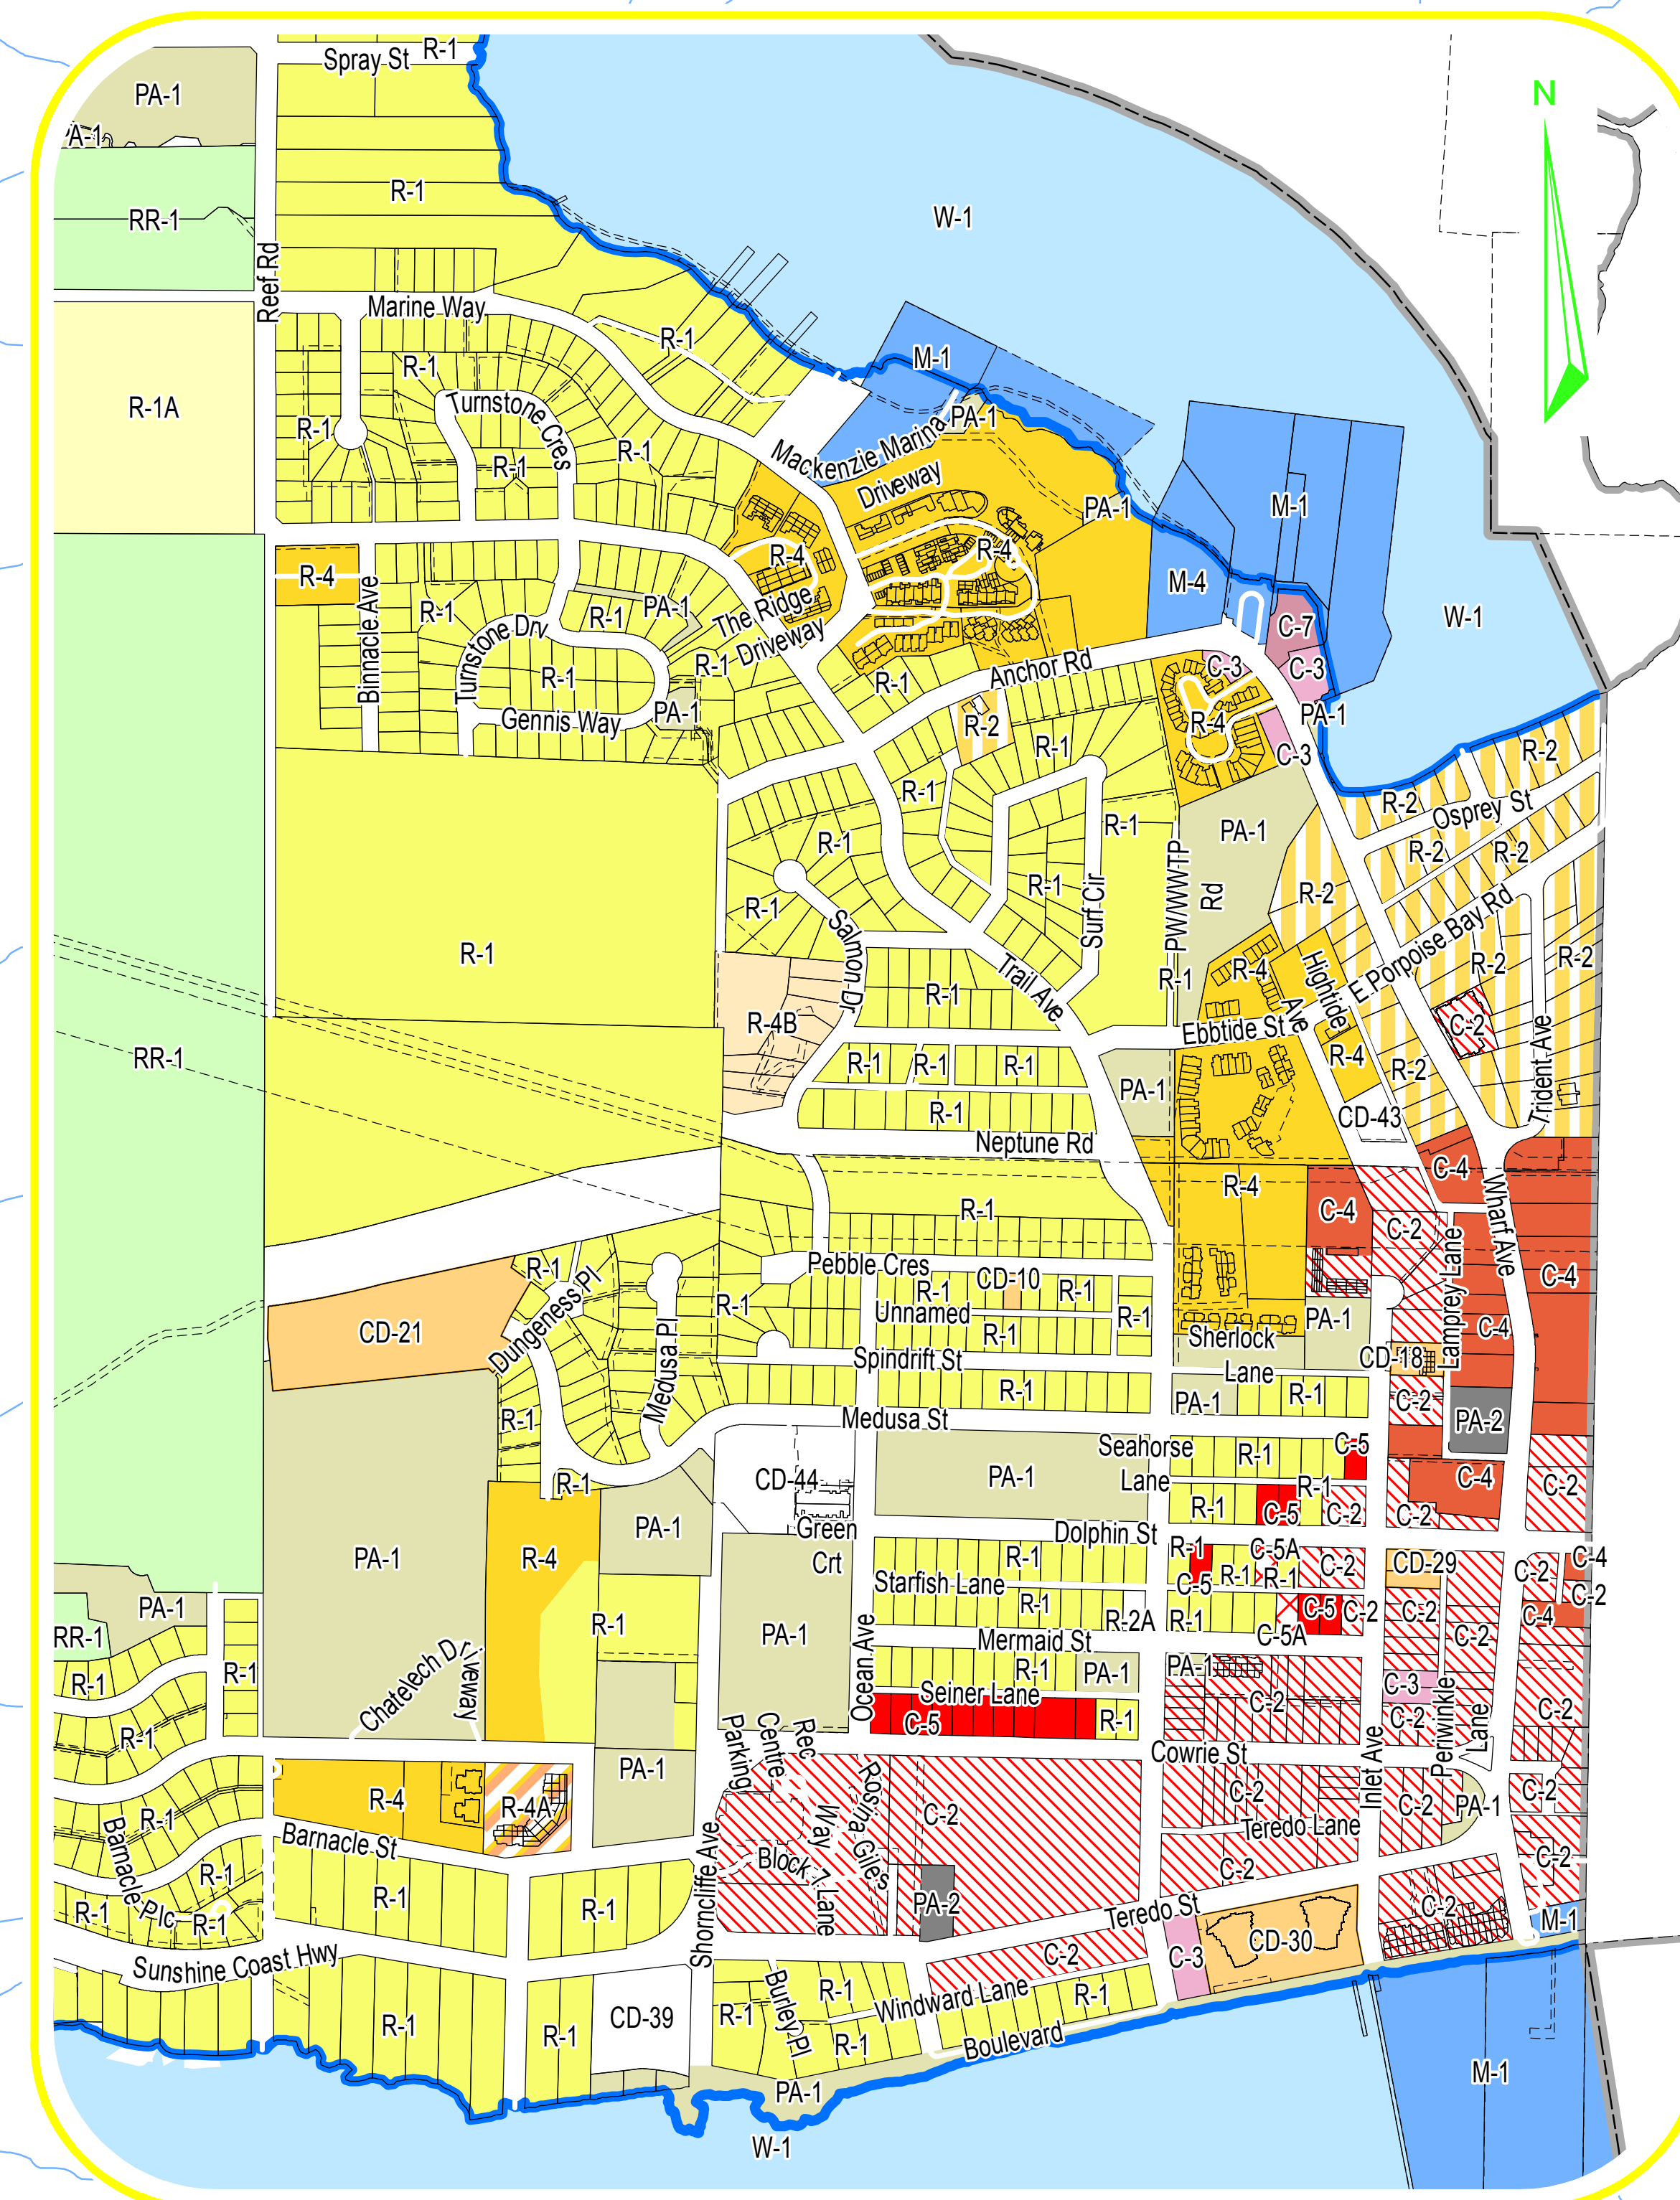 R-1
Spray St
N
PA-1
PA-1
R-1
RR-1
W-1
Reef Rd
Marine Way
R-1
M-1
R-1
R-1A
Turnstone Cres
PA-1
R-1
Mackenzie Marina
Driveway
R-1
R-1
M-1
PA-1
R-4
R-4
R-4
M-4
Binnacle Ave
R-1
R-1
PA-1
The Ridge
Driveway
W-1
C-7
Turnstone Drv
R-1
R-1
R-1
Anchor Rd
C-3
C-3
Gennis Way
PA-1
R-2
R-4
PA-1
R-1
C-3
R-2
R-1
R-2
Osprey St
R-1
R-1
PA-1
R-2
R-2
PW/WWTP
Rd
R-1
Surf Cir
R-2
R-1
Salmon Dr
R-1
Trail Ave
R-1
R-4
Hightide
Ave
E Porpoise Bay Rd
R-2
R-2
R-1
R-4B
Ebbtide St
C-2
RR-1
R-1
R-1
R-1
R-4
R-2
Trident Ave
PA-1
R-1
CD-43
Neptune Rd
C-4
R-4
R-1
C-4
Wharf Ave
C-2
Lamprey Lane
Pebble Cres
R-1
CD-10
R-1
C-4
R-1
Dungeness Pl
R-1
Unnamed
R-1
PA-1
CD-21
R-1
Sherlock
C-4
Medusa Pl
Spindrift St
Lane
CD-18
R-1
PA-1
R-1
C-2
R-1
Medusa St
PA-2
Seahorse
Lane
R-1
C-5
PA-1
CD-44
R-1
R-1
C-4
C-2
R-1
C-5
C-2
C-2
PA-1
Green
Crt
Dolphin St
R-1
C-5A
PA-1
R-4
R-1
C-2
CD-29
C-2
C-4
Starfish Lane
C-5
R-1
R-1
C-2
PA-1
R-1
R-2A
R-1
C-5
C-2
C-2
C-4
RR-1
R-1
PA-1
Ocean Ave
Mermaid St
C-5A
C-2
R-1
R-1
Chatelech Driveway
R-1
PA-1
PA-1
C-3
Seiner Lane
C-2
C-2
C-2
R-1
C-5
R-1
Periwinkle
Lane
Rec
Centre
Parking
Cowrie St
Inlet Ave
PA-1
R-4
R-4A
Rosina Giles
Way
C-2
C-2
C-2
PA-1
C-2
R-1
Barnacle St
Teredo Lane
Barnacle Plc
Shorncliffe Ave
Block 7
Lane
C-2
C-2
R-1
R-1
R-1
R-1
R-1
PA-2
Teredo St
C-2
M-1
Sunshine Coast Hwy
C-2
C-3
CD-30
R-1
R-1
CD-39
R-1
Burley Pl
R-1
R-1
Windward Lane
R-1
Boulevard
PA-1
M-1
W-1